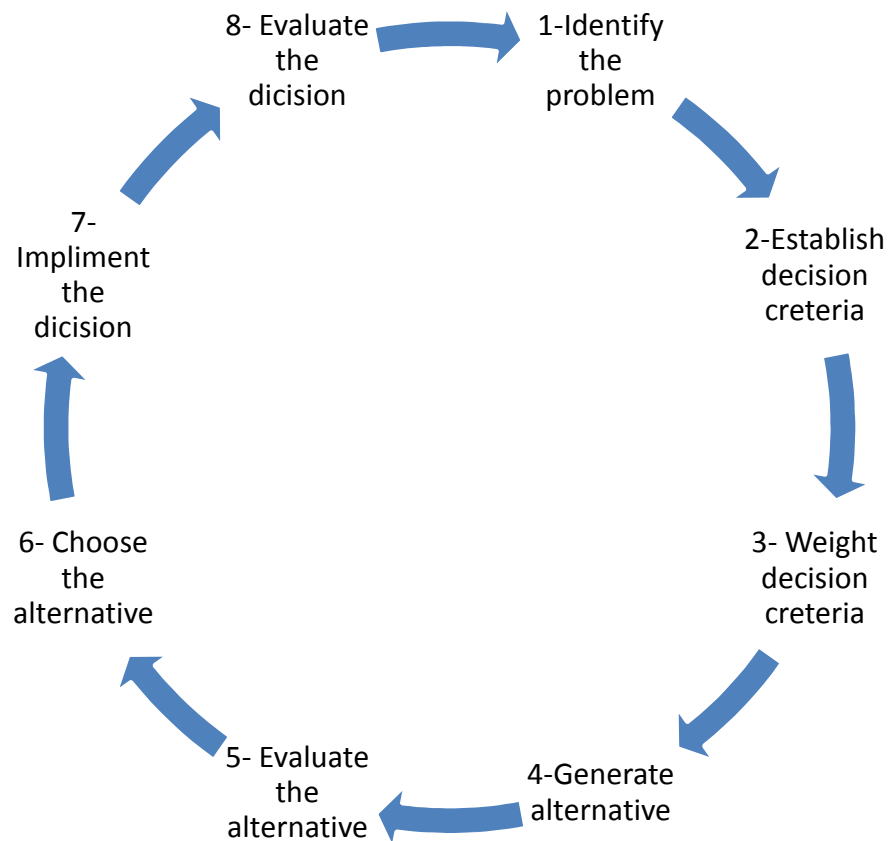 1-Identify
the
problem
2-Establish
decision
creteria
3- Weight
decision
creteria
4-Generate
alternative
5- Evaluate
the
alternative
6- Choose
the
alternative
7-
Impliment
the
dicision
8- Evaluate
the
dicision